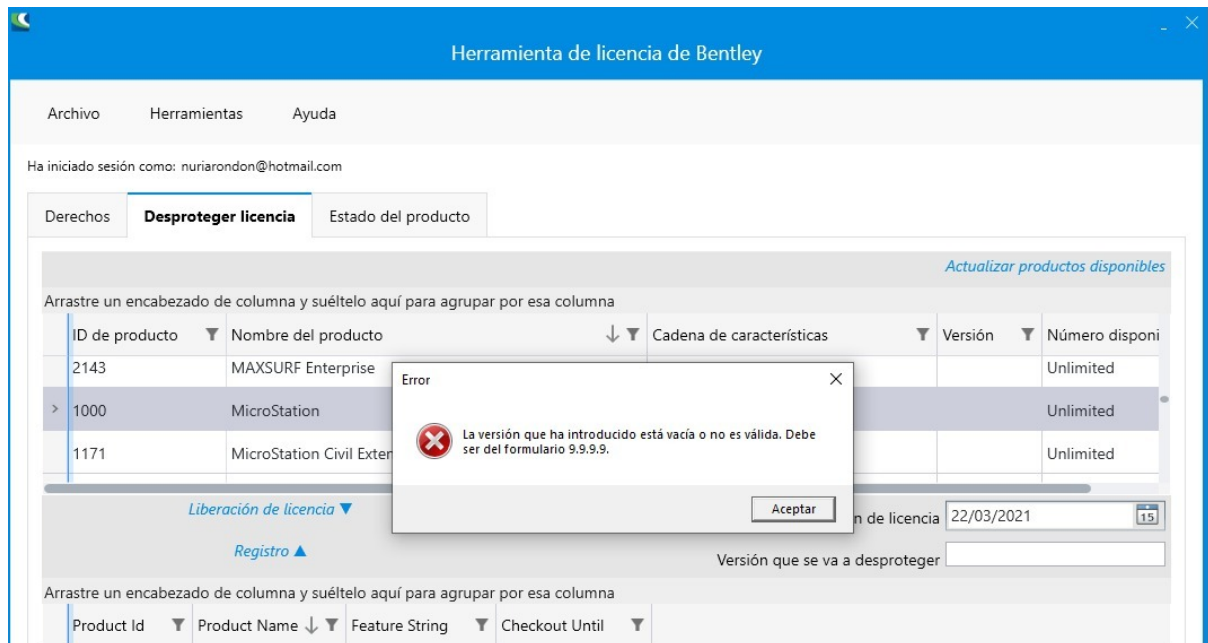 Herramienta de licencia de Bentley
Archivo Herramientas Ayuda
Ha iniciado sesión como: nuriarondon@hotmail.com
Derechos Desproteger licencia Estado del producto
Actualizar productos disponibles
Arrastre un encabezado de columna y suéltelo aquí para agrupar por esa columna
ID de producto Nombre del producto Cadena de características Versión Número disponi
2143 MAXSURF Enterprise Unlimited
1000 MicroStation Unlimited
1171 MicroStation Civil Exten Unlimited
Error
La versión que ha introducido está vacía o no es válida. Debe
ser del formulario 9.9.9.9.
Aceptar
Liberación de licencia ▼ n de licencia 22/03/2021 15
Registro ▲ Versión que se va a desproteger
Arrastre un encabezado de columna y suéltelo aquí para agrupar por esa columna
Product Id Product Name Feature String Checkout Until